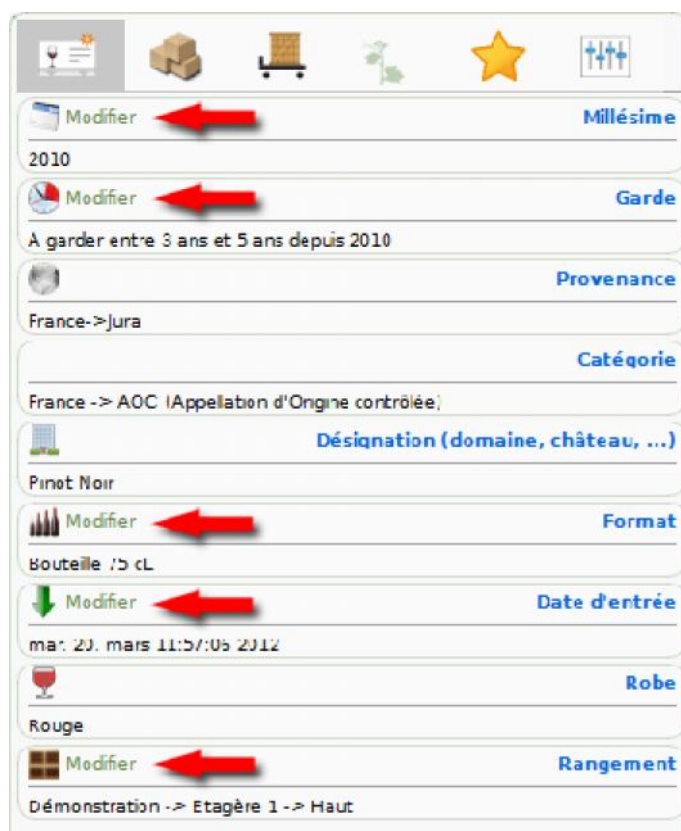 Modifier Millésime
2010
Modifier Garde
A garder entre 3 ans et 5 ans depuis 2010
Provenance
France->Jura
Catégorie
France -> AOC (Appellation d'Origine contrôlée)
Désignation (domaine, château, ...)
Pinot Noir
Modifier Format
Bouteille 75 cL
Modifier Date d'entrée
mar. 20. mars 11:57:06 2012
Robe
Rouge
Modifier Rangement
Démonstration -> Etagère 1 -> Haut